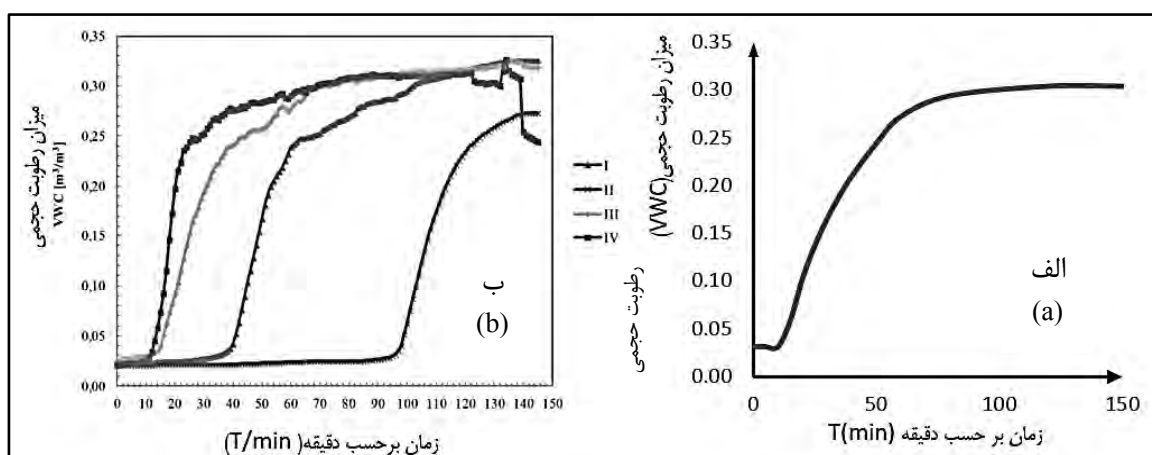 0,35
0,30
0,25
0,20
0,15
0,10
0,05
0,00
میزان رطوبت حجمی
VWC [m³/m³]
0 10 20 30 40 50 60 70 80 90 100 110 120 130 140 150
زمان برحسب دقیقه( T/min)
ب
(b)
I
II
III
IV
0.35
0.30
0.25
0.20
0.15
0.10
0.05
0.00
میزان رطوبت حجمی(VWC)
رطوبت حجمی
0 50 100 150
زمان بر حسب دقیقه T(min)
الف
(a)